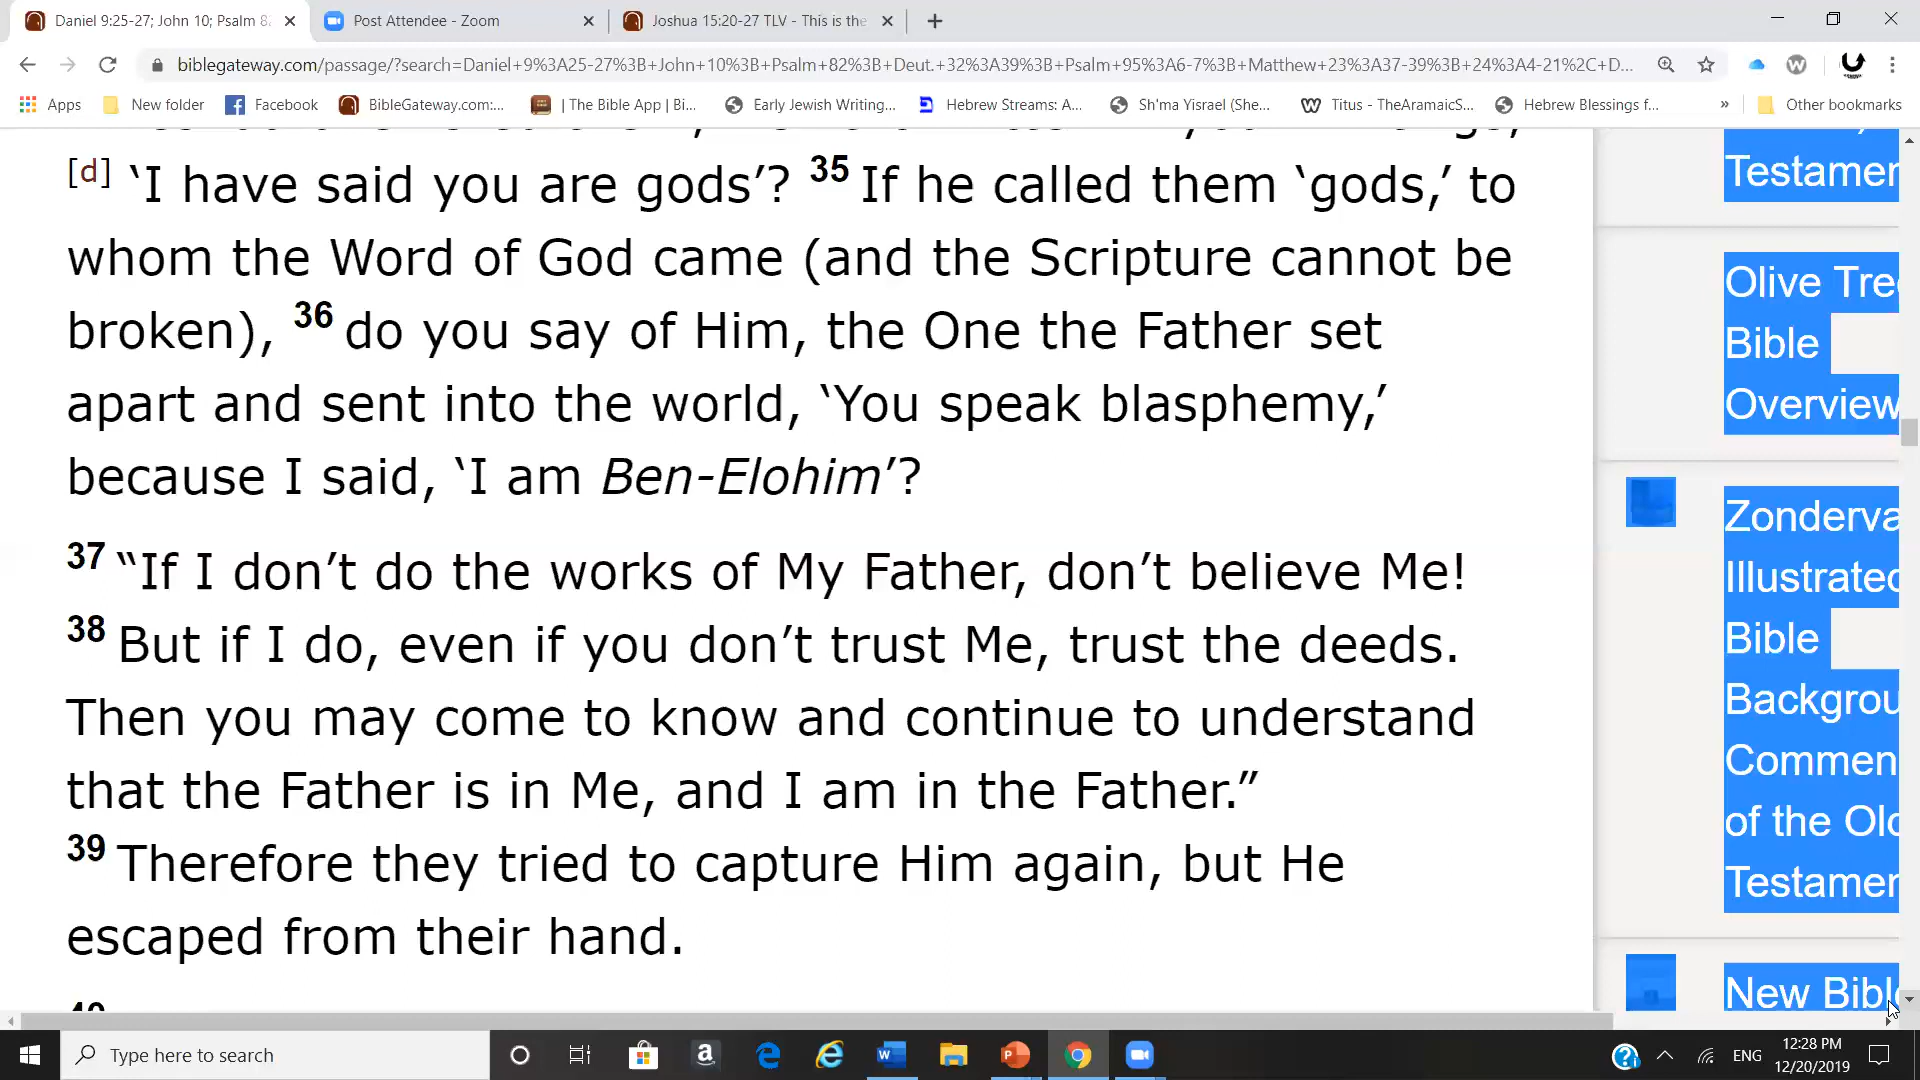 Daniel 9:25-27; John 10; Psalm 82
Post Attendee - Zoom
Joshua 15:20-27 TLV - This is the
biblegateway.com/passage/?search=Daniel+9%3A25-27%3B+John+10%3B+Psalm+82%3B+Deut.+32%3A39%3B+Psalm+95%3A6-7%3B+Matthew+23%3A37-39%3B+24%3A4-21%2C+D...
Apps
New folder
Facebook
BibleGateway.com:...
| The Bible App | Bi...
Early Jewish Writing...
Hebrew Streams: A...
Sh'ma Yisrael (She...
Titus - TheAramaicS...
Hebrew Blessings f...
»
Other bookmarks
[d] ‘I have said you are gods’? 35 If he called them ‘gods,’ to
whom the Word of God came (and the Scripture cannot be
broken), 36 do you say of Him, the One the Father set
apart and sent into the world, ‘You speak blasphemy,’
because I said, ‘I am Ben-Elohim’?
37 “If I don’t do the works of My Father, don’t believe Me!
38 But if I do, even if you don’t trust Me, trust the deeds.
Then you may come to know and continue to understand
that the Father is in Me, and I am in the Father.”
39 Therefore they tried to capture Him again, but He
escaped from their hand.
Testamen
Olive Tree
Bible
Overview
Zonderva
Illustrated
Bible
Backgrou
Commen
of the Old
Testamen
New Bible
Type here to search
ENG
12:28 PM
12/20/2019